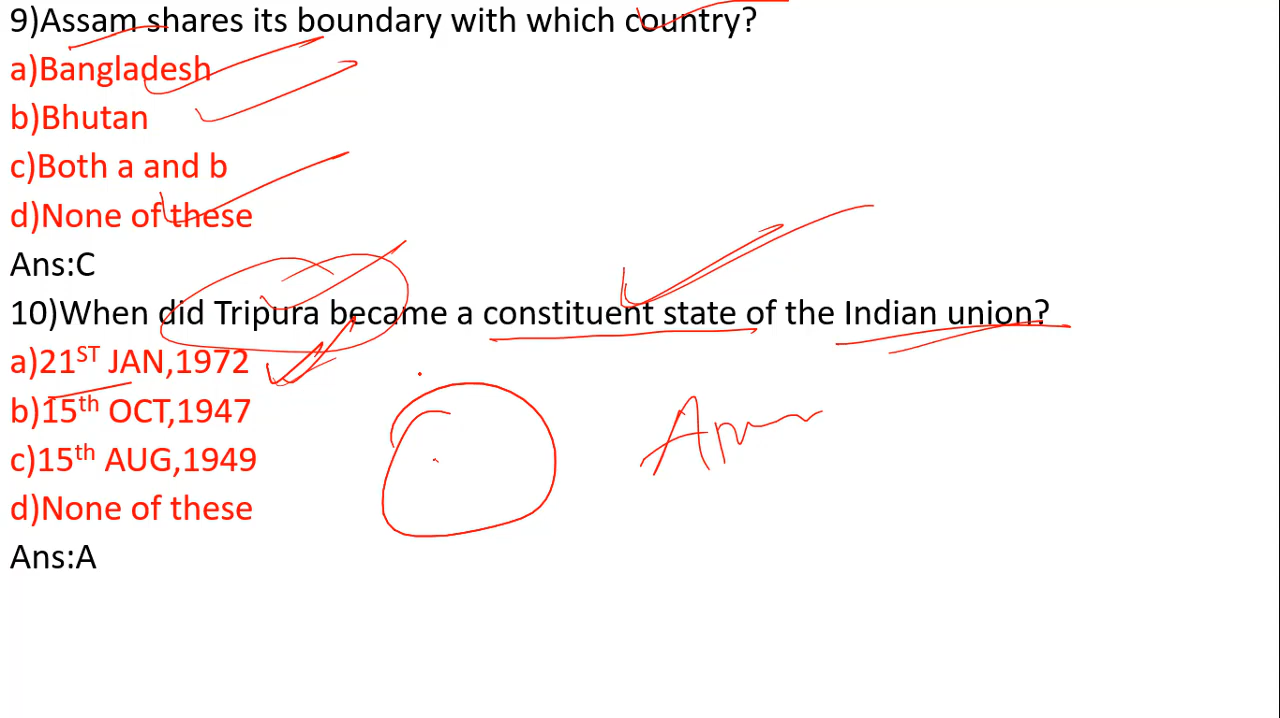 9)Assam shares its boundary with which country?
a)Bangladesh
b)Bhutan
c)Both a and b
d)None of these
Ans:C
10)When did Tripura became a constituent state of the Indian union?
a)21ST JAN,1972
b)15th OCT,1947
c)15th AUG,1949
d)None of these
Ans:A